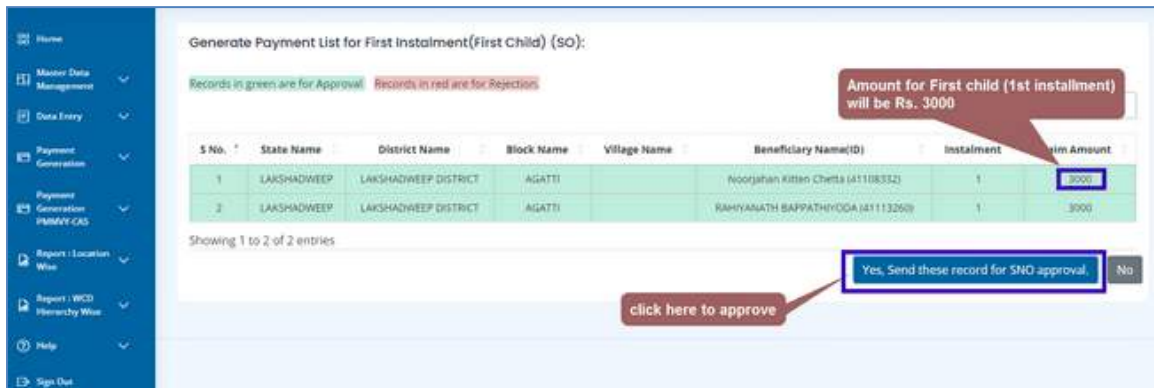 Home
Master Data
Management
Data Entry
Payment
Generation
Payment
Generation
PMMVY-CAS
Report : Location
Wise
Report : WCD
Hierarchy Wise
Help
Sign Out
Generate Payment List for First Instalment(First Child) (SO):
Records in green are for Approval Records in red are for Rejection
Amount for First child (1st installment)
will be Rs. 3000
S No. State Name District Name Block Name Village Name Beneficiary Name(ID) Instalment aim Amount
1 LAKSHADWEEP LAKSHADWEEP DISTRICT AGATTI Noorjahan Kitten Chetta (41108332) 1 3000
2 LAKSHADWEEP LAKSHADWEEP DISTRICT AGATTI RAHIYANATH BAPPATHIYODA (41113260) 1 3000
Showing 1 to 2 of 2 entries
Yes, Send these record for SNO approval. No
click here to approve